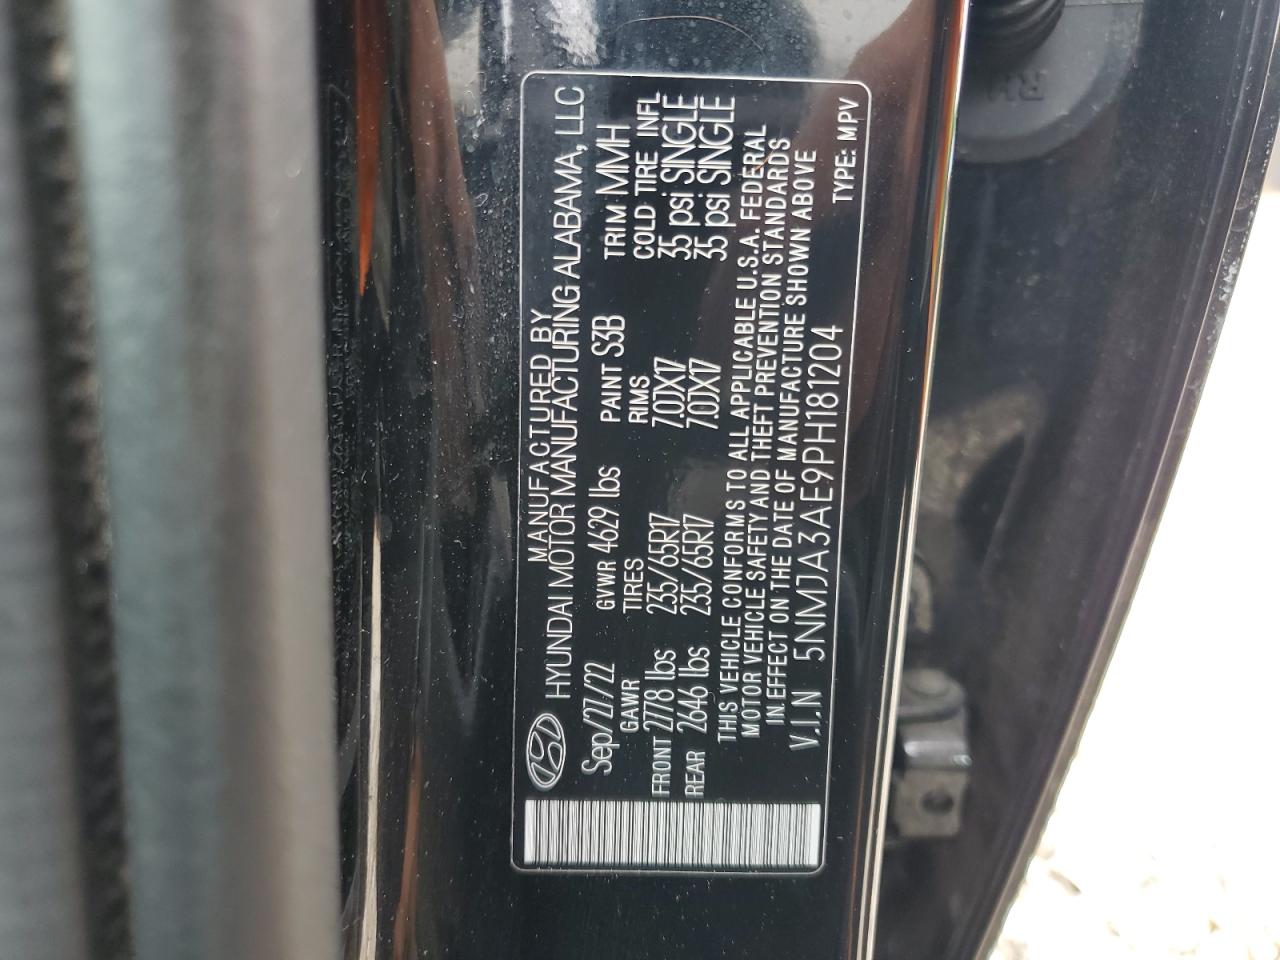 MANUFACTURED BY
HYUNDAI MOTOR MANUFACTURING ALABAMA, LLC
Sep/27/22 GVWR 4629 lbs PAINT S3B TRIM MMH
GAWR TIRES RIMS COLD TIRE INFL
FRONT 2778 lbs 235/65R17 7.0JX17 35 psi SINGLE
REAR 2646 lbs 235/65R17 7.0JX17 35 psi SINGLE
THIS VEHICLE CONFORMS TO ALL APPLICABLE U.S.A. FEDERAL
MOTOR VEHICLE SAFETY AND THEFT PREVENTION STANDARDS
IN EFFECT ON THE DATE OF MANUFACTURE SHOWN ABOVE
V.I.N 5NMJA3AE9PH181204 TYPE: MPV
RH